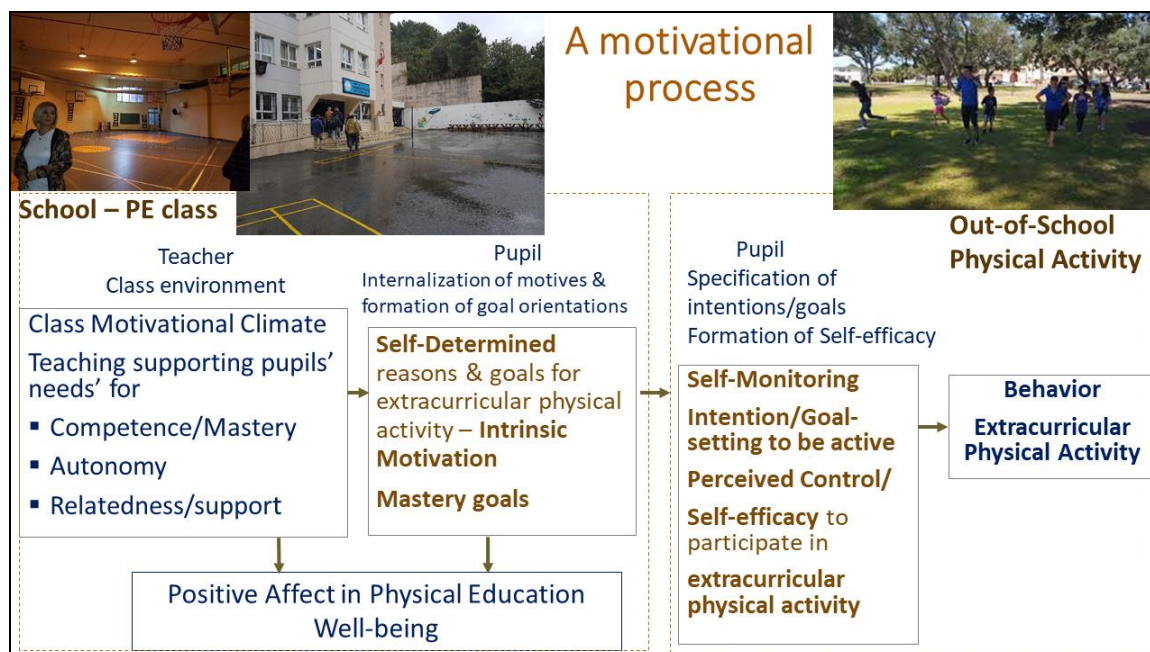 A motivational
process
School – PE class
Out-of-School
Physical Activity
Teacher
Class environment
Pupil
Internalization of motives &
formation of goal orientations
Pupil
Specification of
intentions/goals
Formation of Self-efficacy
Class Motivational Climate
Teaching supporting pupils'
needs' for
▪ Competence/Mastery
▪ Autonomy
▪ Relatedness/support
Self-Determined
reasons & goals for
extracurricular physical
activity – Intrinsic
Motivation
Mastery goals
Self-Monitoring
Intention/Goal-
setting to be active
Perceived Control/
Self-efficacy to
participate in
extracurricular
physical activity
Behavior
Extracurricular
Physical Activity
Positive Affect in Physical Education
Well-being